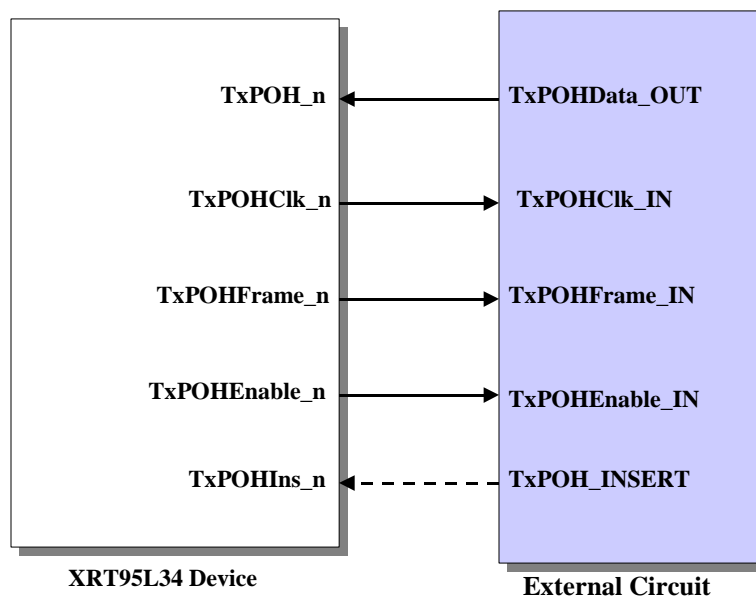 TxPOH_n
TxPOHData_OUT
TxPOHClk_n
TxPOHClk_IN
TxPOHFrame_n
TxPOHFrame_IN
TxPOHEnable_n
TxPOHEnable_IN
TxPOHIns_n
TxPOH_INSERT
XRT95L34 Device
External Circuit